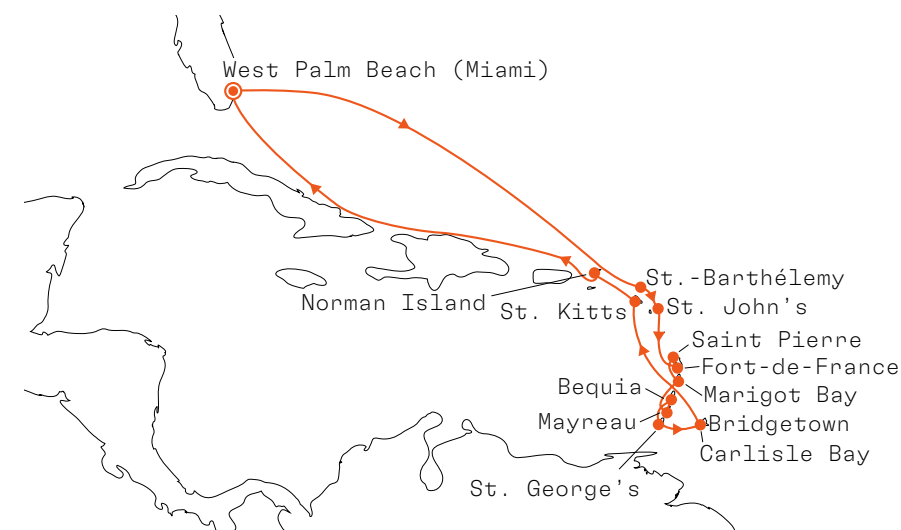 West Palm Beach (Miami)
St.-Barthélemy
Norman Island
St. Kitts
St. John's
Saint Pierre
Fort-de-France
Bequia
Marigot Bay
Mayreau
Bridgetown
Carlisle Bay
St. George's